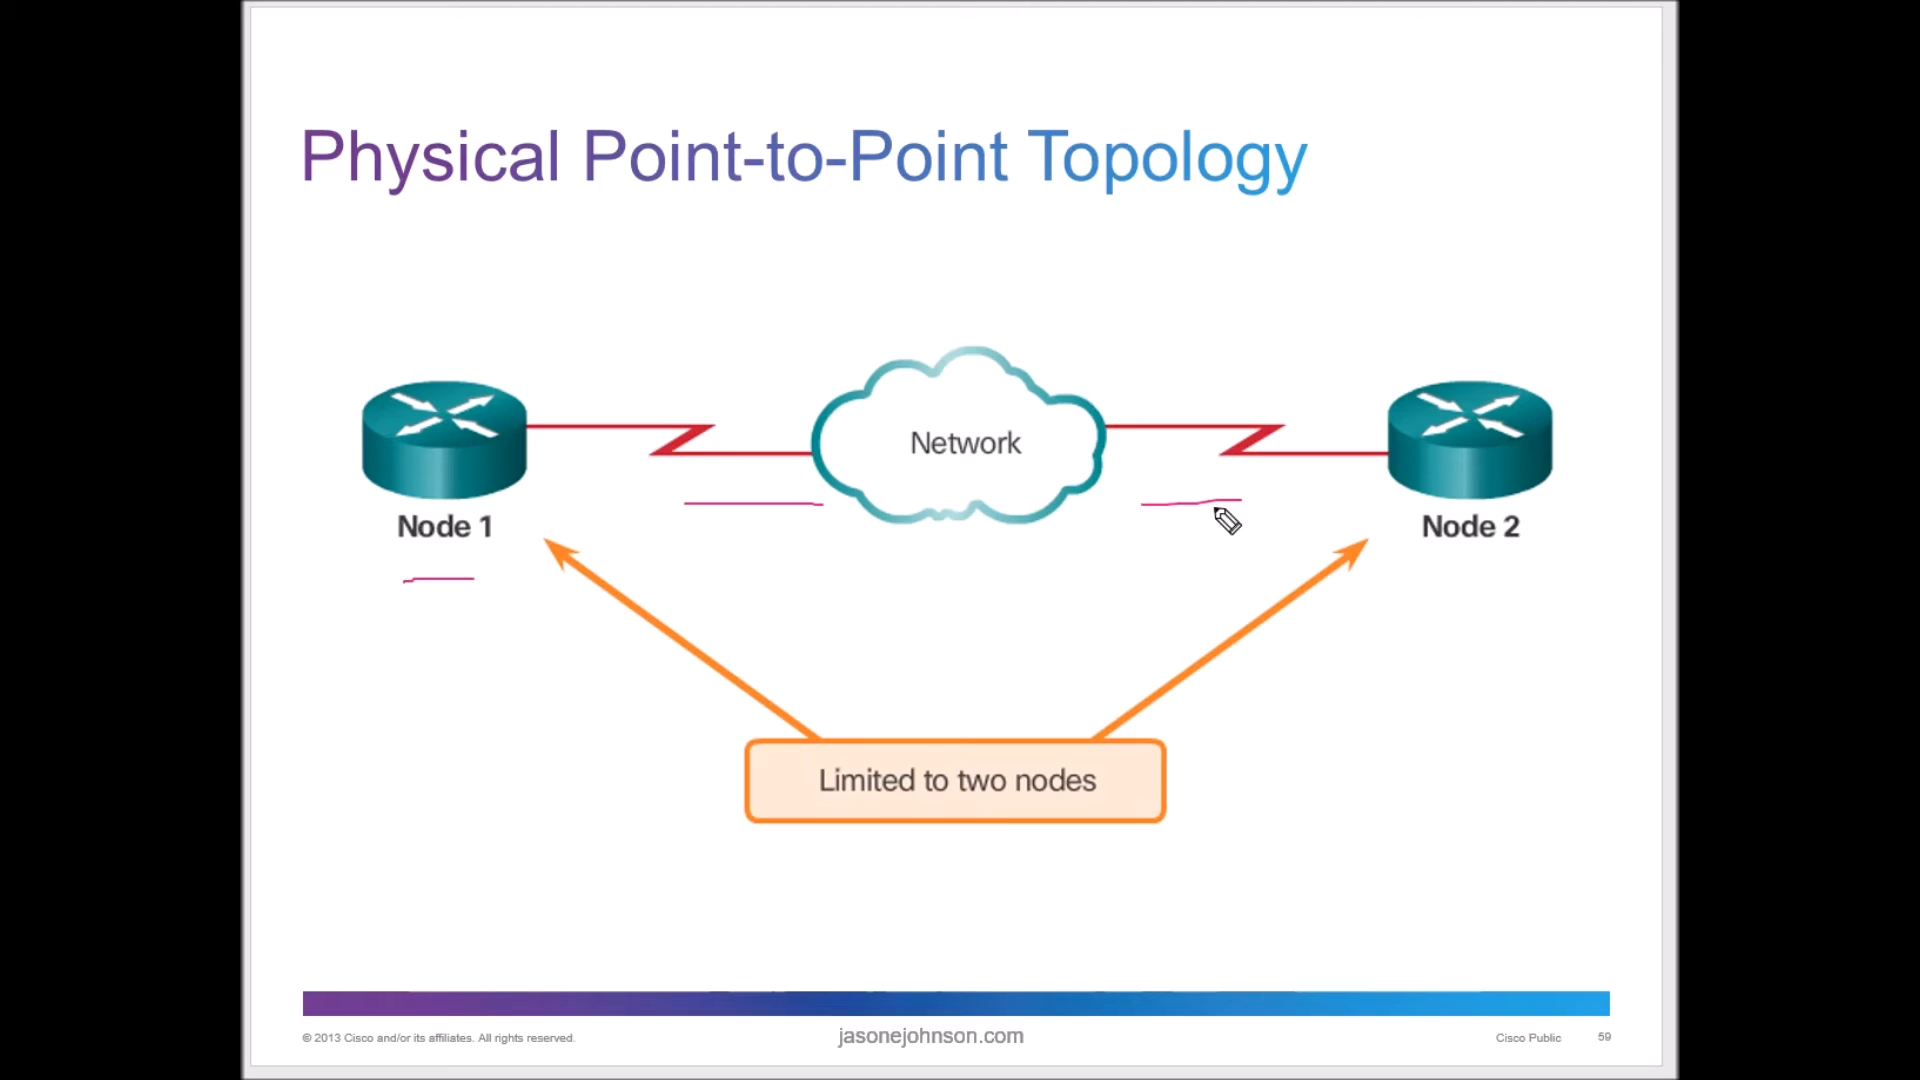 Physical Point-to-Point Topology
Network
Node 1
Node 2
Limited to two nodes
© 2013 Cisco and/or its affiliates. All rights reserved.
jasonejohnson.com
Cisco Public
59